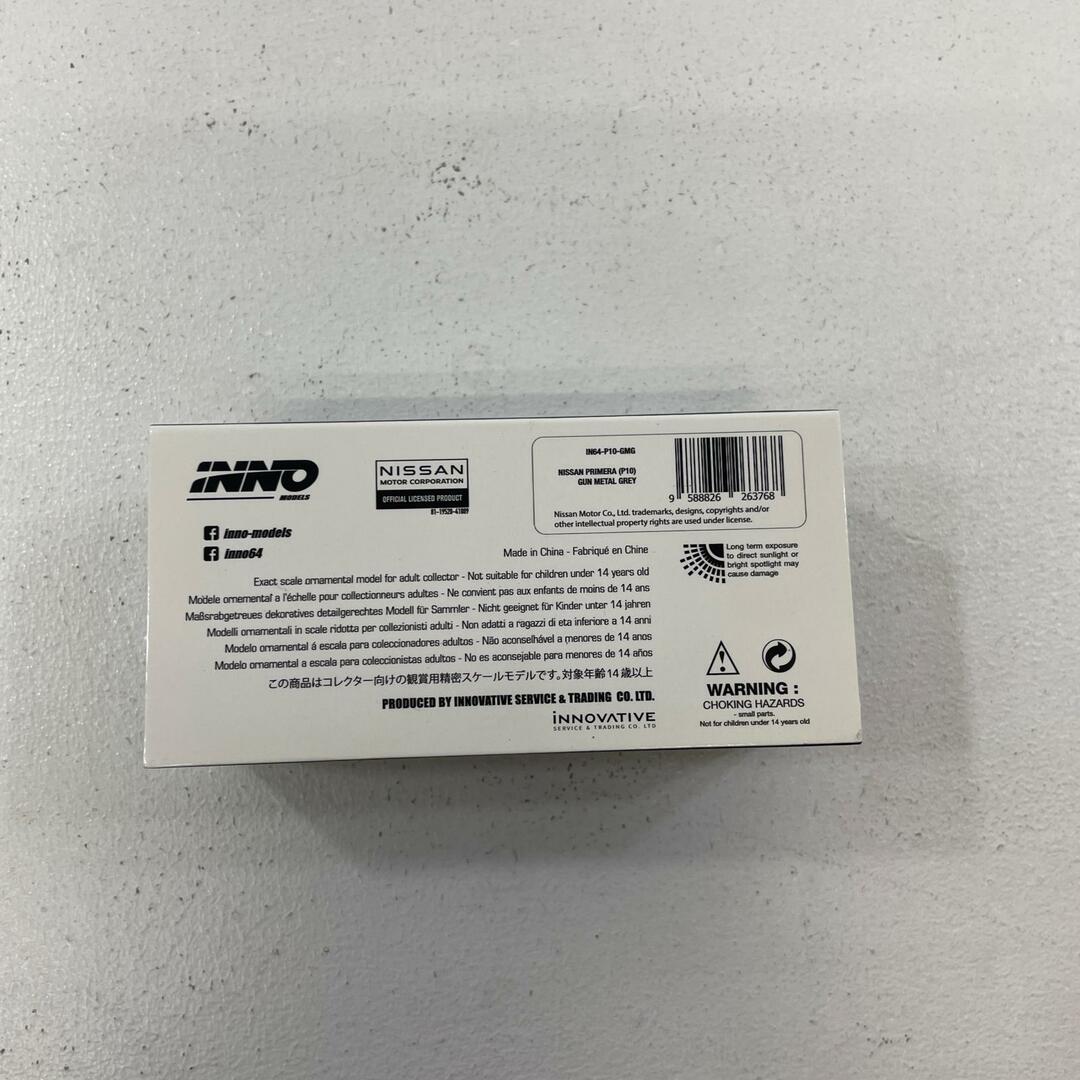 INNO
MODELS
inno-models
inno64
NISSAN
MOTOR CORPORATION
OFFICIAL LICENSED PRODUCT
01-19520-41009
IN64-P10-GMG
NISSAN PRIMERA (P10)
GUN METAL GREY
9 588826 263768
Nissan Motor Co., Ltd. trademarks, designs, copyrights and/or
other intellectual property rights are used under license.
Made in China - Fabriqué en Chine
Exact scale ornamental model for adult collector - Not suitable for children under 14 years old
Modele ornemental a l'échelle pour collectionneurs adultes - Ne convient pas aux enfants de moins de 14 ans
Maßsrabgetreues dekoratives detailgerechtes Modell für Sammler - Nicht geeignet für Kinder unter 14 jahren
Modelli ornamentali in scale ridotta per collezionisti adulti - Non adatti a ragazzi di eta inferiore a 14 anni
Modelo ornamental á escala para coleccionadores adultos - Não aconselhável a menores de 14 anos
Modelo ornamental a escala para coleccionistas adultos - No es aconsejable para menores de 14 años
この商品はコレクター向けの観賞用精密スケールモデルです。対象年齢14歳以上
PRODUCED BY INNOVATIVE SERVICE & TRADING CO. LTD.
INNOVATIVE
SERVICE & TRADING CO. LTD
Long term exposure
to direct sunlight or
bright spotlight may
cause damage
WARNING :
CHOKING HAZARDS
- small parts.
Not for children under 14 years old